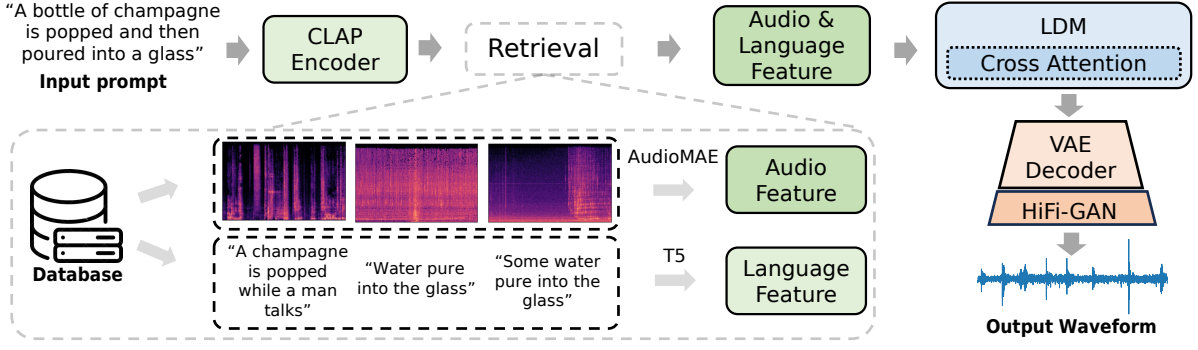 “A bottle of champagne
is popped and then
poured into a glass”
Input prompt
CLAP
Encoder
Retrieval
Audio &
Language
Feature
LDM
Cross Attention
VAE
Decoder
HiFi-GAN
Output Waveform
Database
AudioMAE
Audio
Feature
“A champagne
is popped
while a man
talks”
“Water pure
into the glass”
“Some water
pure into the
glass”
T5
Language
Feature